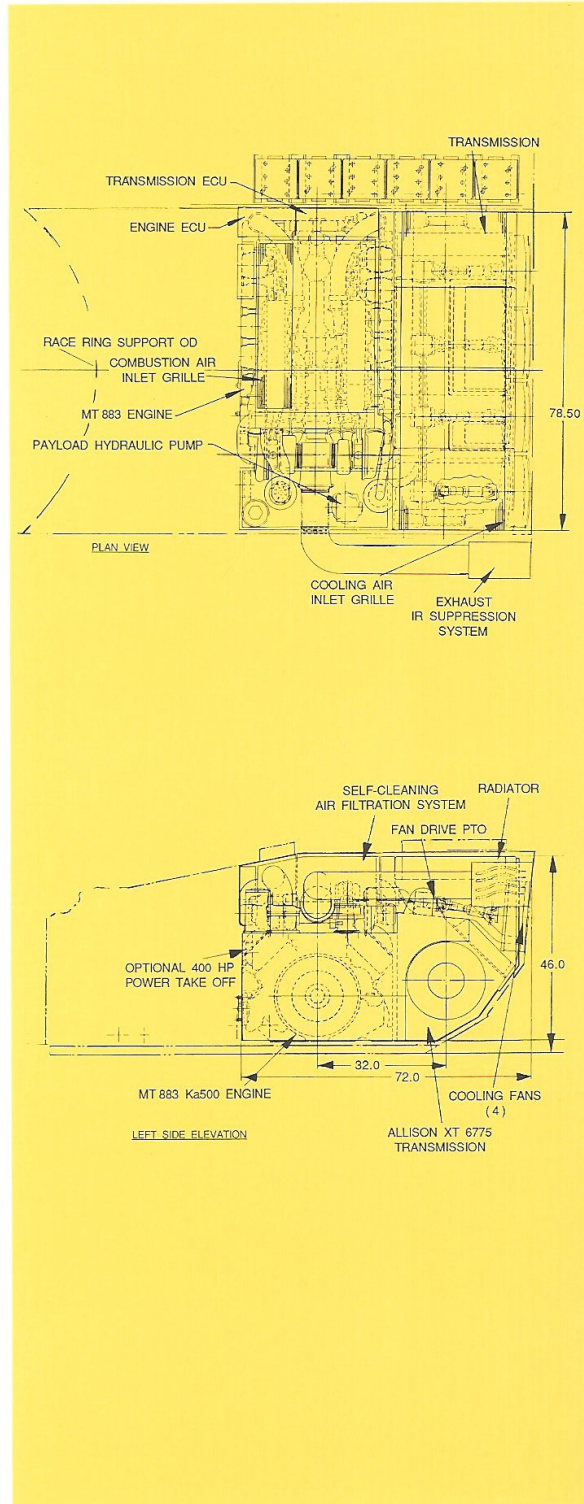 TRANSMISSION
TRANSMISSION ECU
ENGINE ECU
RACE RING SUPPORT OD
COMBUSTION AIR
INLET GRILLE
MT 883 ENGINE
78.50
PAYLOAD HYDRAULIC PUMP
PLAN VIEW
COOLING AIR
INLET GRILLE
EXHAUST
IR SUPPRESSION
SYSTEM
SELF-CLEANING
AIR FILTRATION SYSTEM
RADIATOR
FAN DRIVE PTO
OPTIONAL 400 HP
POWER TAKE OFF
46.0
32.0
72.0
MT 883 Ka500 ENGINE
COOLING FANS
(4)
LEFT SIDE ELEVATION
ALLISON XT 6775
TRANSMISSION